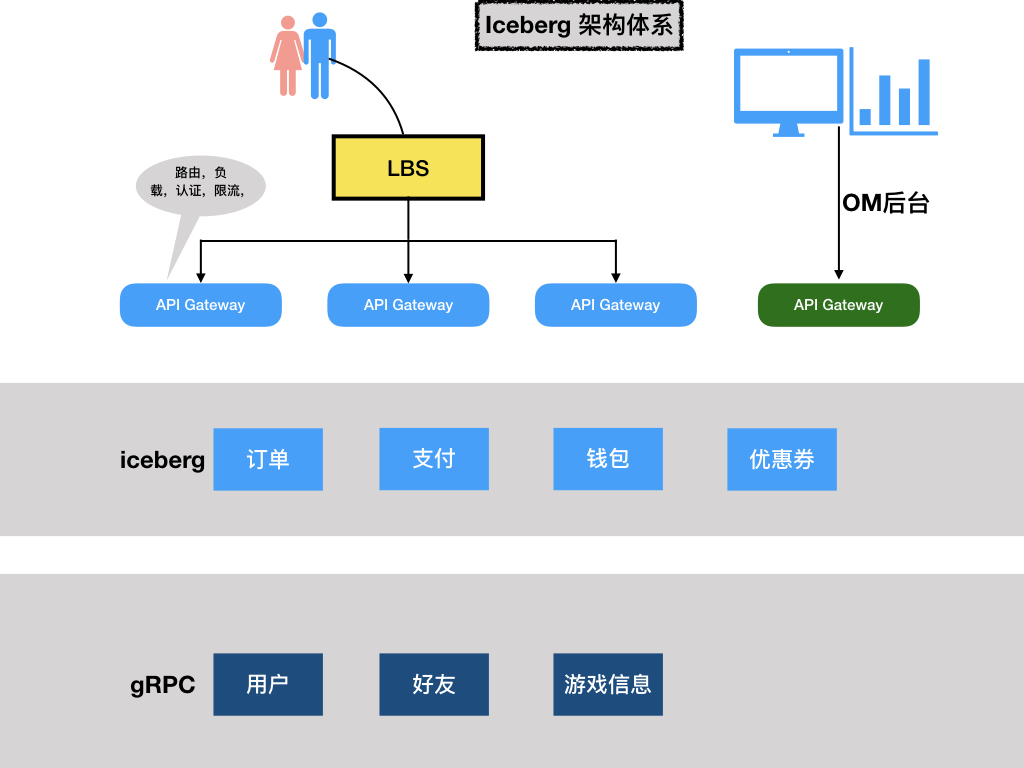 Iceberg 架构体系
LBS
路由，负
载，认证，限流，
OM后台
API Gateway
API Gateway
API Gateway
API Gateway
iceberg
订单
支付
钱包
优惠券
gRPC
用户
好友
游戏信息